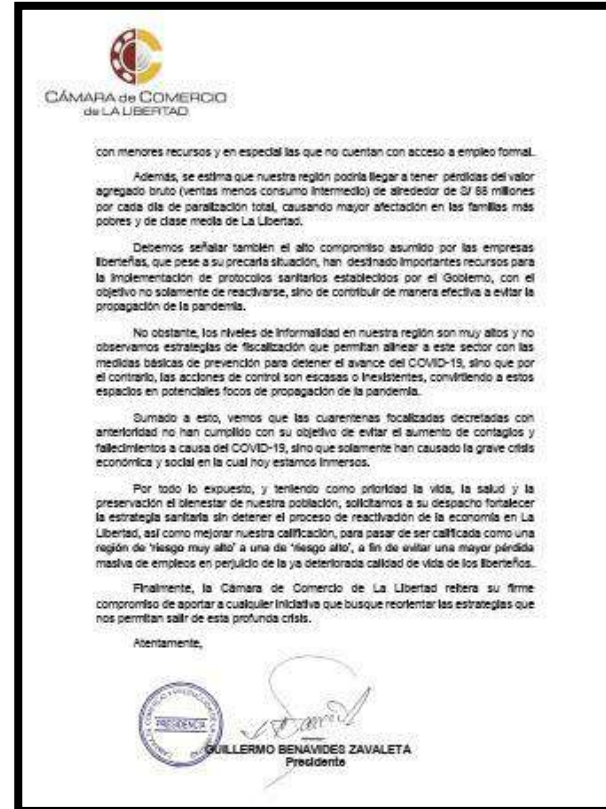 CÁMARA de COMERCIO
de LA LIBERTAD
con menores recursos y en especial las que no cuentan con acceso a empleo formal.
Además, se estima que nuestra región podría llegar a tener pérdidas del valor
agregado bruto (ventas menos consumo intermedio) de alrededor de S/ 68 millones
por cada día de paralización total, causando mayor afectación en las familias más
pobres y de clase media de La Libertad.
Debemos señalar también el alto compromiso asumido por las empresas
liberteñas, que pese a su precaria situación, han destinado importantes recursos para
la implementación de protocolos sanitarios establecidos por el Gobierno, con el
objetivo no solamente de reactivarse, sino de contribuir de manera efectiva a evitar la
propagación de la pandemia.
No obstante, los niveles de informalidad en nuestra región son muy altos y no
observamos estrategias de fiscalización que permitan alinear a este sector con las
medidas básicas de prevención para detener el avance del COVID-19, sino que por
el contrario, las acciones de control son escasas o inexistentes, convirtiendo a estos
espacios en potenciales focos de propagación de la pandemia.
Sumado a esto, vemos que las cuarentenas focalizadas decretadas con
anterioridad no han cumplido con su objetivo de evitar el aumento de contagios y
fallecimientos a causa del COVID-19, sino que solamente han causado la grave crisis
económica y social en la cual hoy estamos inmersos.
Por todo lo expuesto, y teniendo como prioridad la vida, la salud y la
preservación el bienestar de nuestra población, solicitamos a su despacho fortalecer
la estrategia sanitaria sin detener el proceso de reactivación de la economía en La
Libertad, así como mejorar nuestra calificación, para pasar de ser calificada como una
región de 'riesgo muy alto' a una de 'riesgo alto', a fin de evitar una mayor pérdida
masiva de empleos en perjuicio de la ya deteriorada calidad de vida de los liberteños.
Finalmente, la Cámara de Comercio de La Libertad reitera su firme
compromiso de aportar a cualquier iniciativa que busque reorientar las estrategias que
nos permitan salir de esta profunda crisis.
Atentamente,
PRESIDENCIA
GUILLERMO BENAVIDES ZAVALETA
Presidente